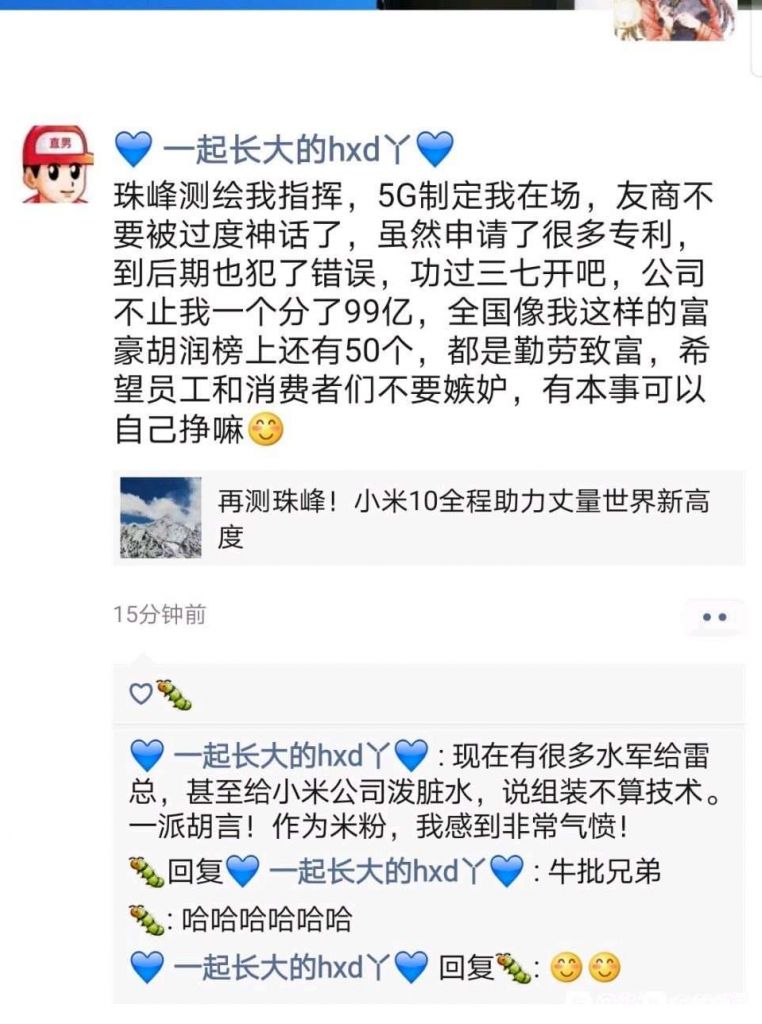 直男
💙 一起长大的hxd丫💙
珠峰测绘我指挥，5G制定我在场，友商不
要被过度神话了，虽然申请了很多专利，
到后期也犯了错误，功过三七开吧，公司
不止我一个分了99亿，全国像我这样的富
豪胡润榜上还有50个，都是勤劳致富，希
望员工和消费者们不要嫉妒，有本事可以
自己挣嘛😊
再测珠峰！小米10全程助力丈量世界新高
度
15分钟前
♡🐛
💙 一起长大的hxd丫💙 : 现在有很多水军给雷
总，甚至给小米公司泼脏水，说组装不算技术。
一派胡言！作为米粉，我感到非常气愤！
🐛回复💙 一起长大的hxd丫💙 : 牛批兄弟
🐛: 哈哈哈哈哈哈
💙 一起长大的hxd丫💙 回复🐛: 😊😊